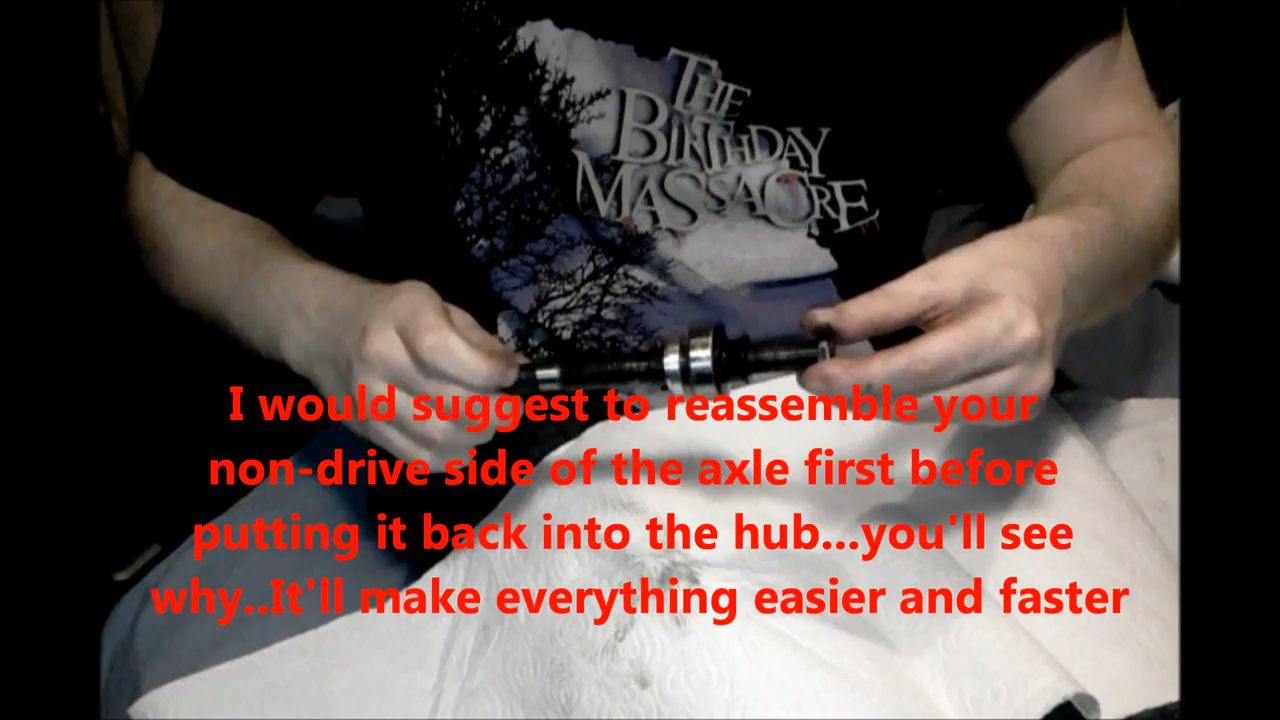 THE
BIRTHDAY
MASSACRE
I would suggest to reassemble your
non-drive side of the axle first before
putting it back into the hub...you'll see
why..It'll make everything easier and faster